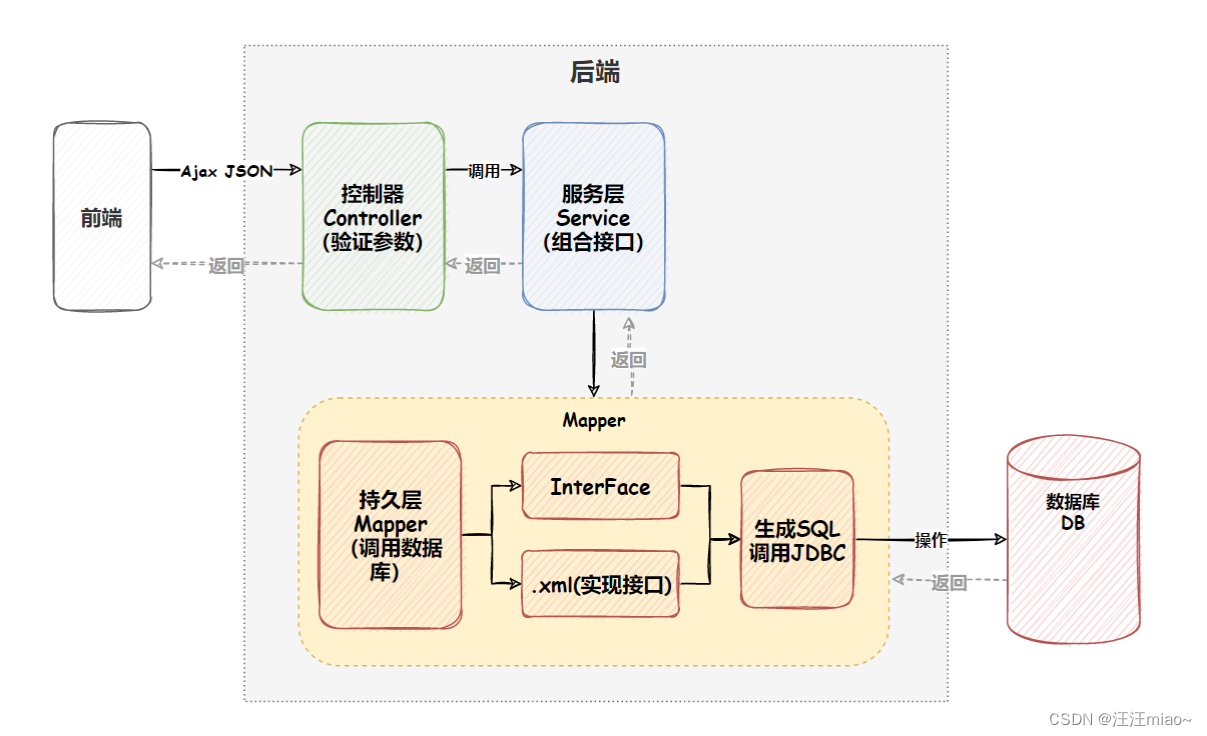 后端
前端
Ajax JSON
控制器
Controller
(验证参数)
调用
服务层
Service
(组合接口)
返回
返回
返回
Mapper
持久层
Mapper
(调用数据
库)
InterFace
.xml(实现接口)
生成SQL
调用JDBC
操作
返回
数据库
DB
CSDN @汪汪miao~